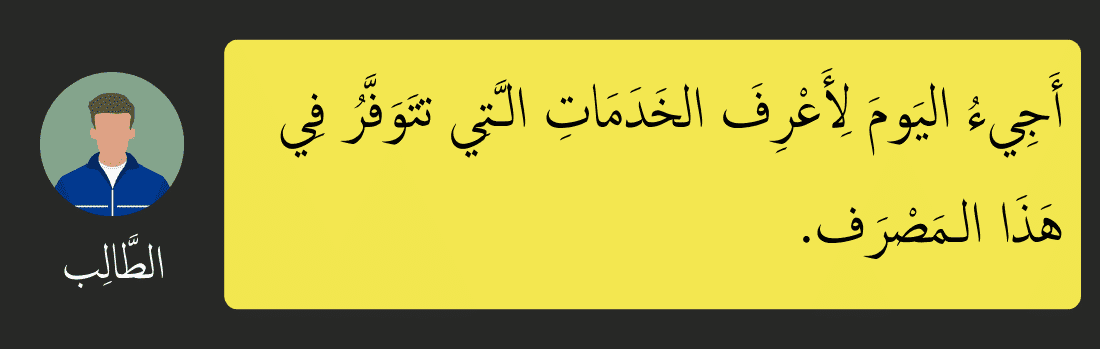 أَجِيءُ اليَومَ لِأَعْرِفَ الخَدَمَاتِ الَّتِي تتَوَفَّرُ فِي
هَذَا المَصْرَف.
الطَّالِب